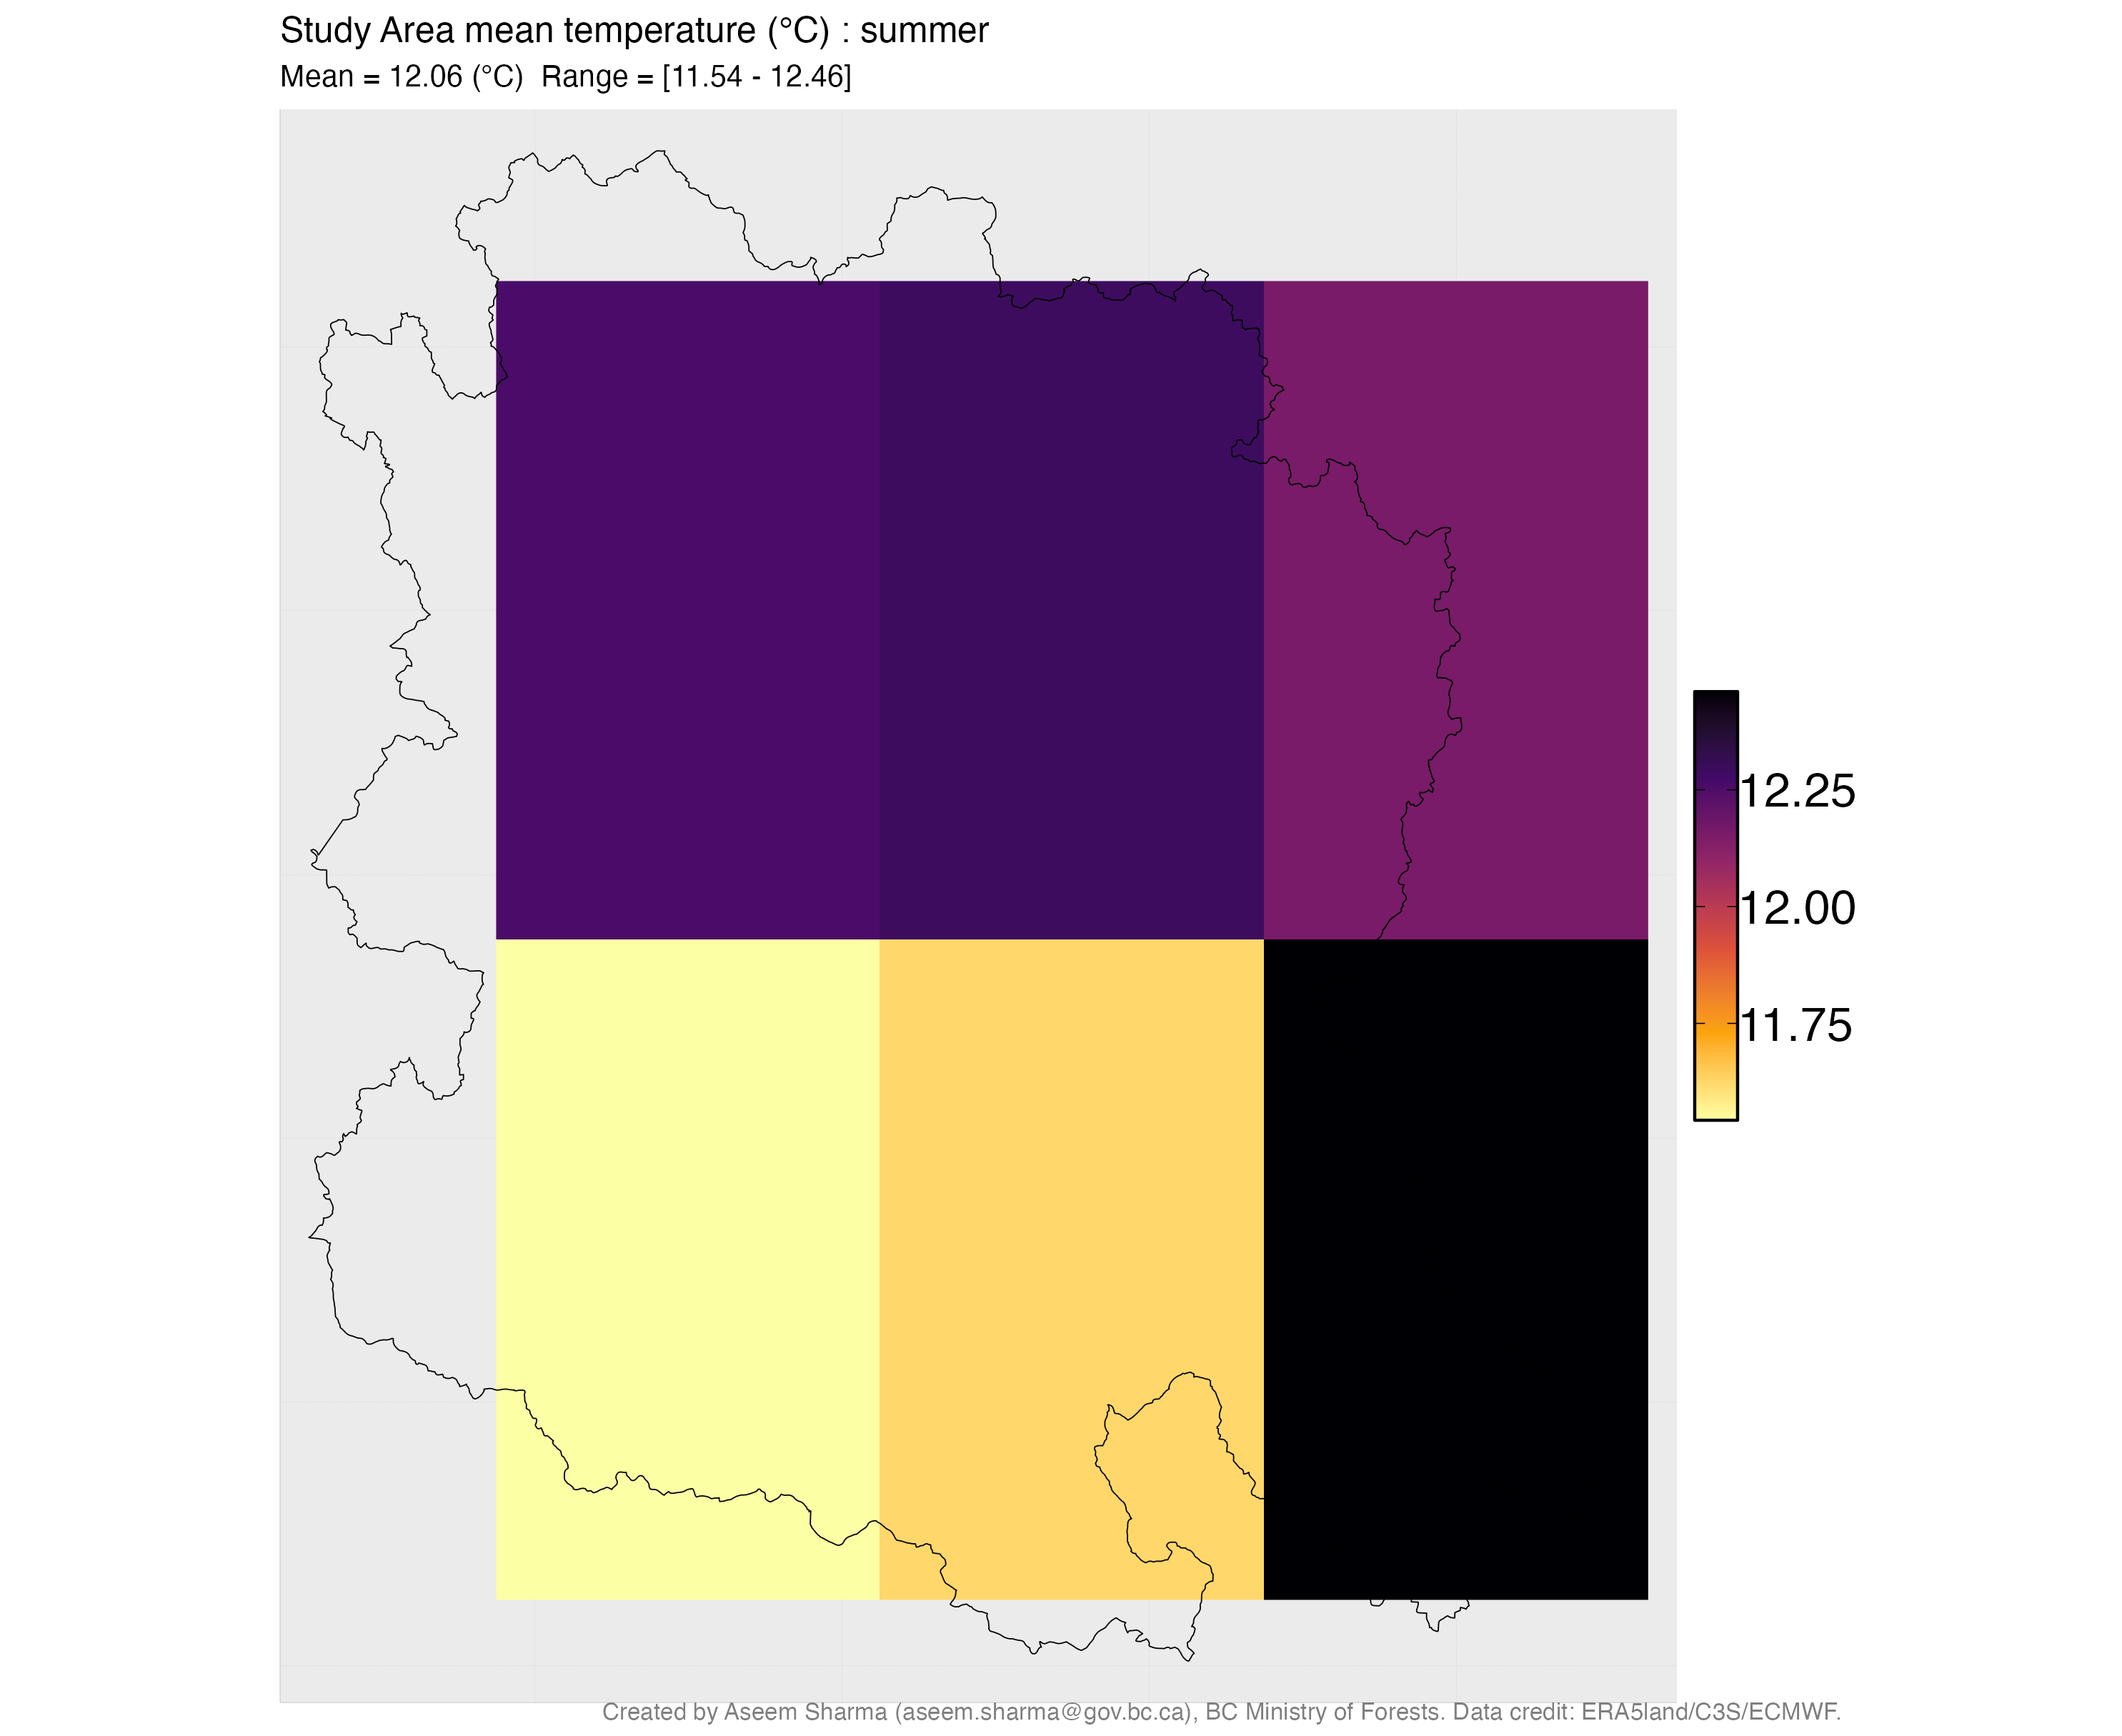 Study Area mean temperature (°C) : summer
Mean = 12.06 (°C)  Range = [11.54 - 12.46]
12.25
12.00
11.75
Created by Aseem Sharma (aseem.sharma@gov.bc.ca), BC Ministry of Forests. Data credit: ERA5land/C3S/ECMWF.